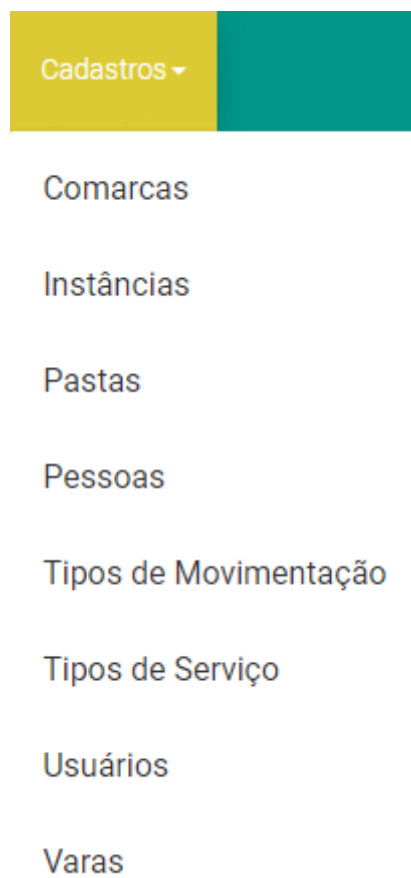 Cadastros
Comarcas
Instâncias
Pastas
Pessoas
Tipos de Movimentação
Tipos de Serviço
Usuários
Varas